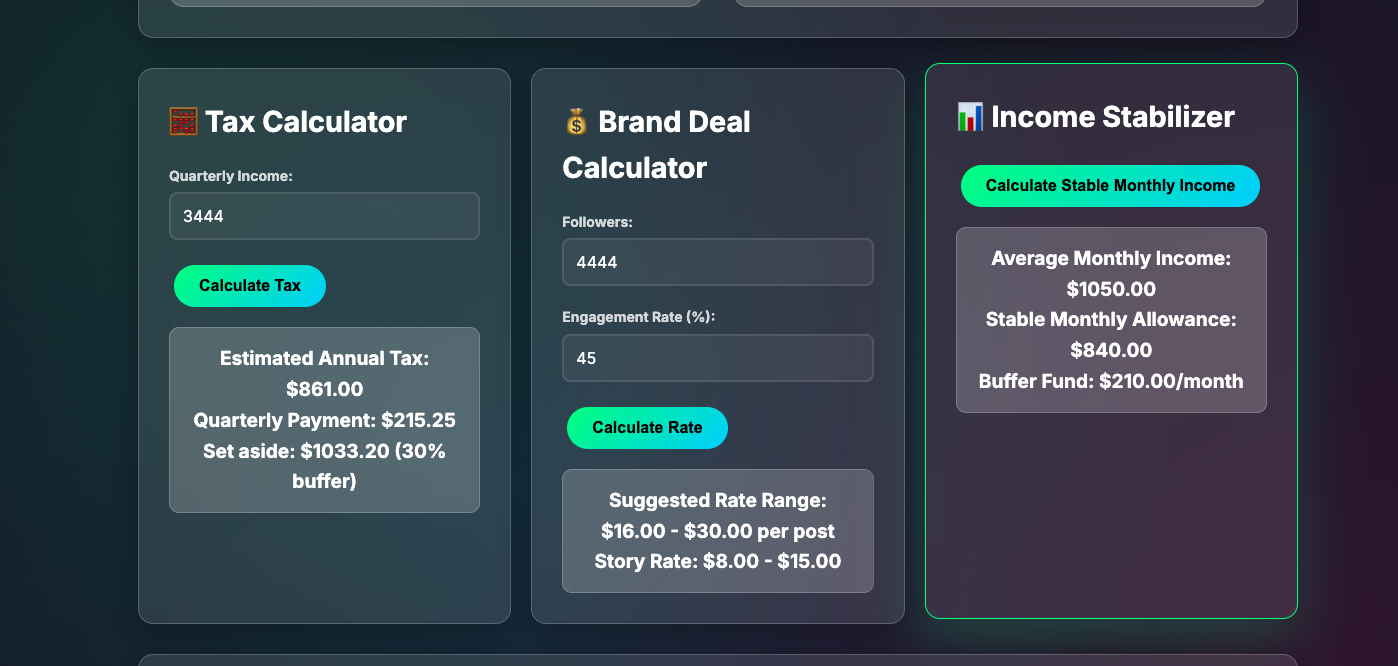 Tax Calculator
Quarterly Income:
3444
Calculate Tax
Estimated Annual Tax:
$861.00
Quarterly Payment: $215.25
Set aside: $1033.20 (30%
buffer)
Brand Deal
Calculator
Followers:
4444
Engagement Rate (%):
45
Calculate Rate
Suggested Rate Range:
$16.00 - $30.00 per post
Story Rate: $8.00 - $15.00
Income Stabilizer
Calculate Stable Monthly Income
Average Monthly Income:
$1050.00
Stable Monthly Allowance:
$840.00
Buffer Fund: $210.00/month